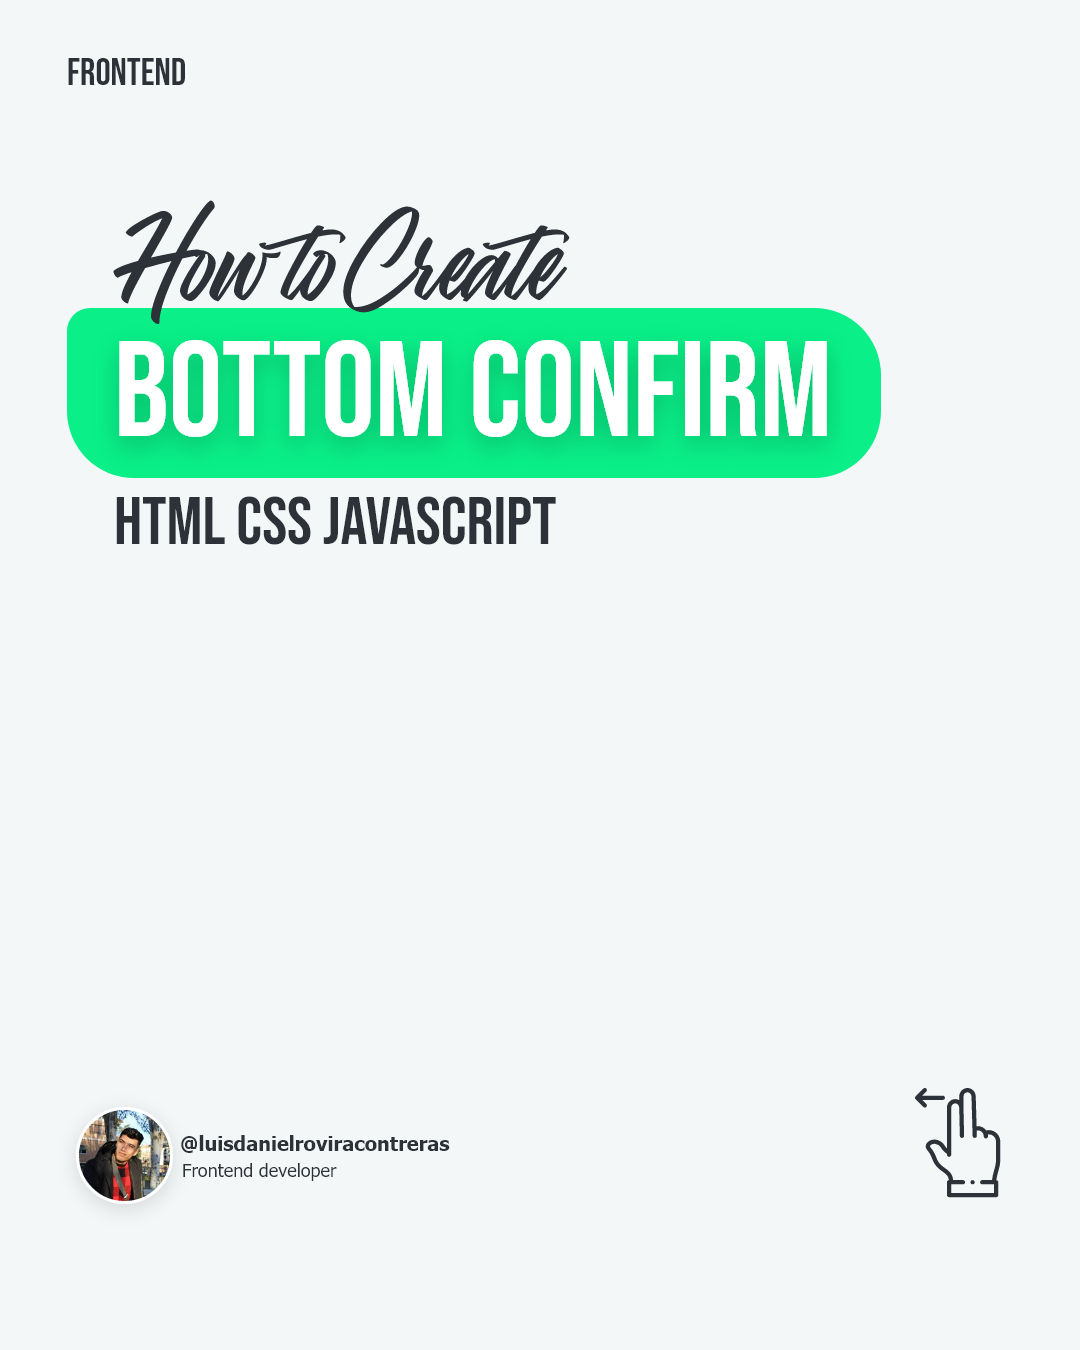 FRONTEND
How to Create
BOTTOM CONFIRM
HTML CSS JAVASCRIPT
@luisdanielroviracontreras
Frontend developer